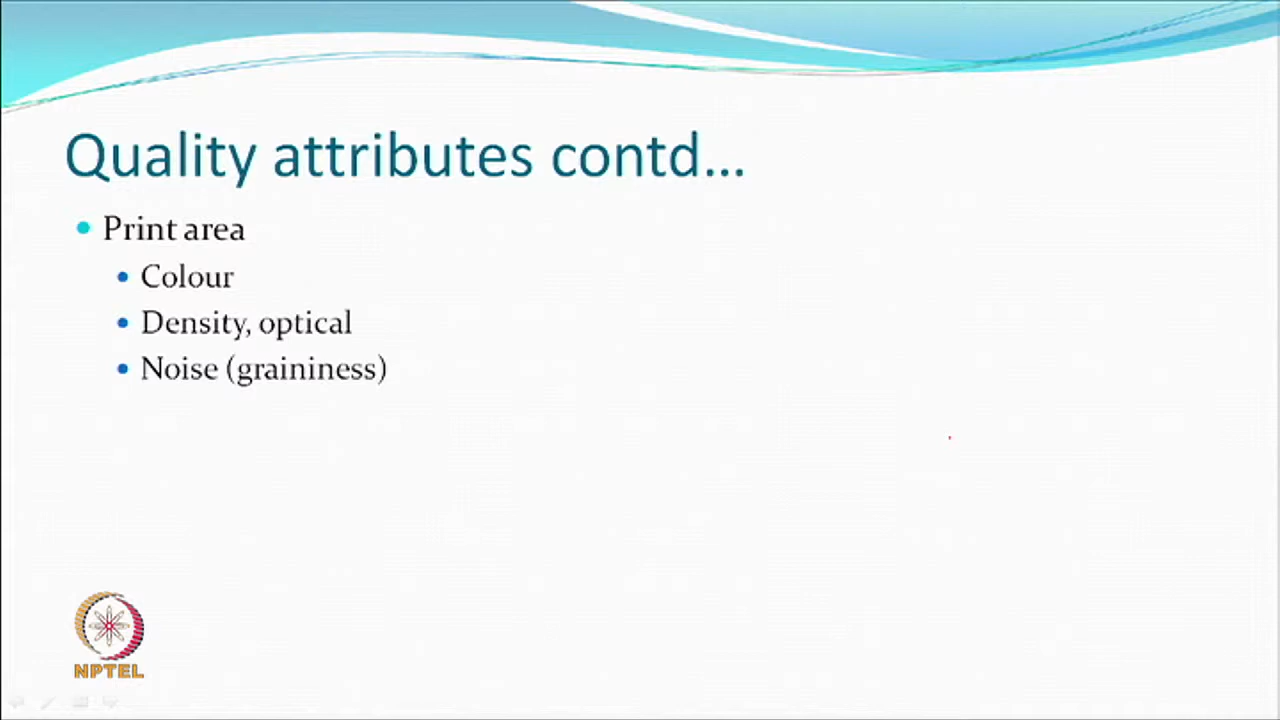 Quality attributes contd...
Print area
Colour
Density, optical
Noise (graininess)
NPTEL